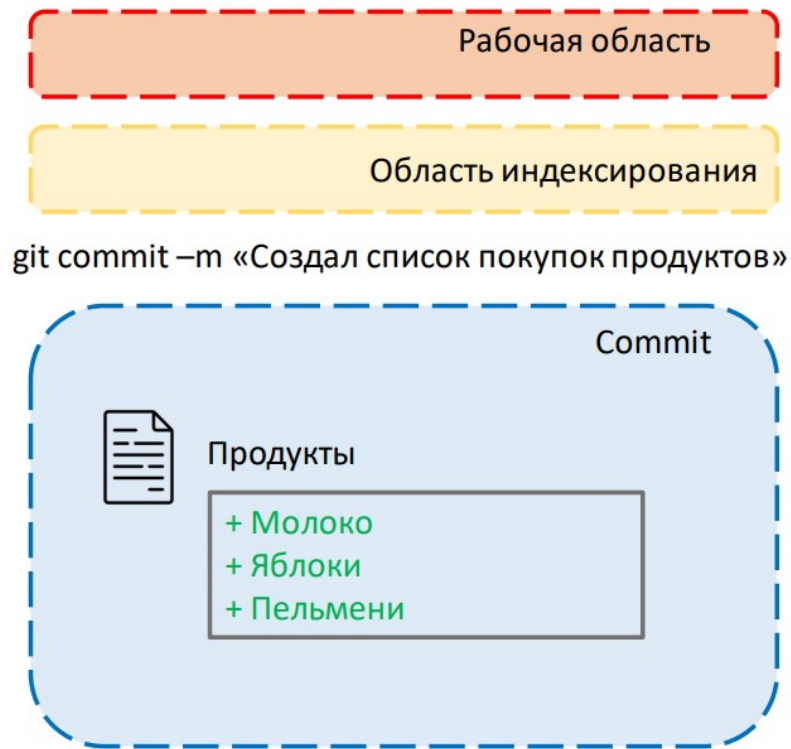 Рабочая область
Область индексирования
git commit –m «Создал список покупок продуктов»
Commit
Продукты
+ Молоко
+ Яблоки
+ Пельмени